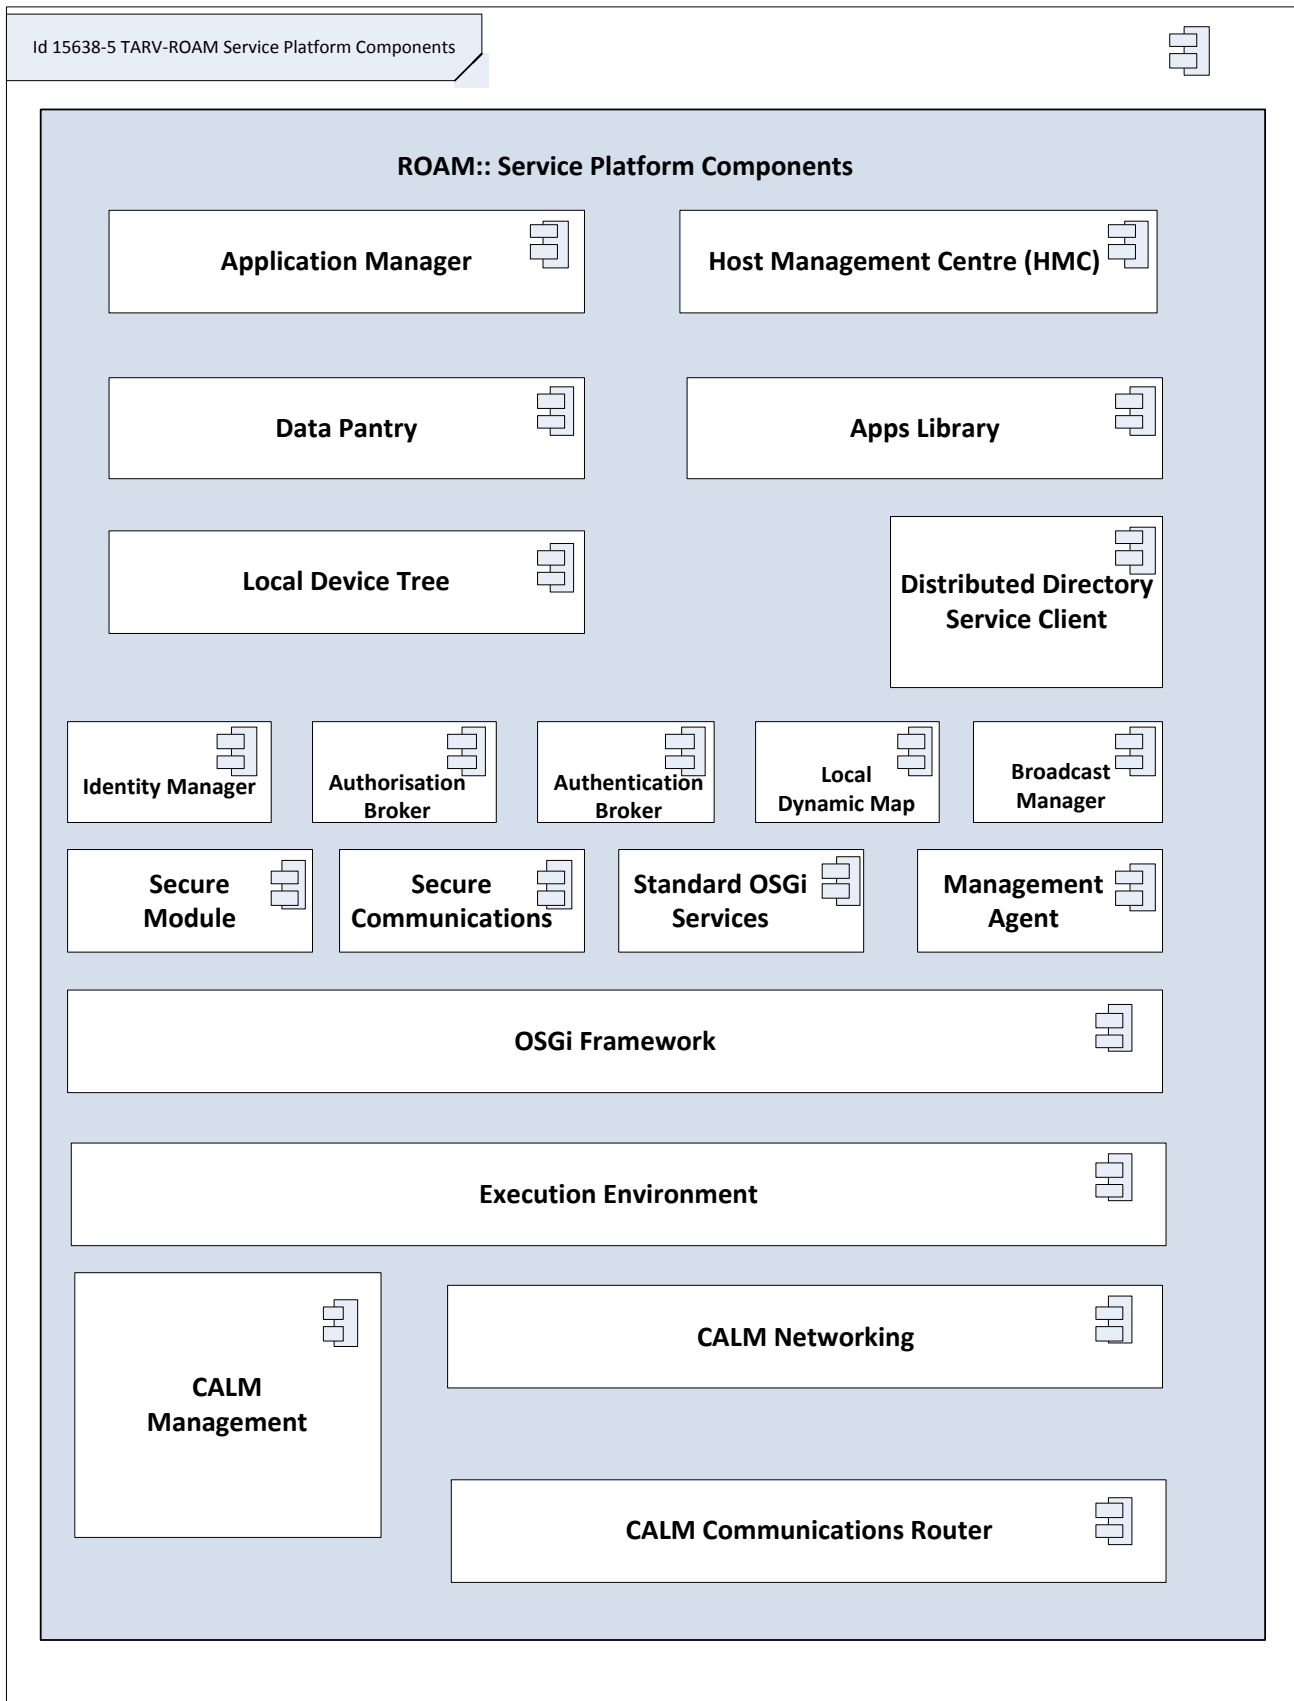 Id 15638-5 TARV-ROAM Service Platform Components
ROAM:: Service Platform Components
Application Manager
Host Management Centre (HMC)
Data Pantry
Apps Library
Local Device Tree
Distributed Directory
Service Client
Identity Manager
Authorisation
Broker
Authentication
Broker
Local
Dynamic Map
Broadcast
Manager
Secure
Module
Secure
Communications
Standard OSGi
Services
Management
Agent
OSGi Framework
Execution Environment
CALM
Management
CALM Networking
CALM Communications Router